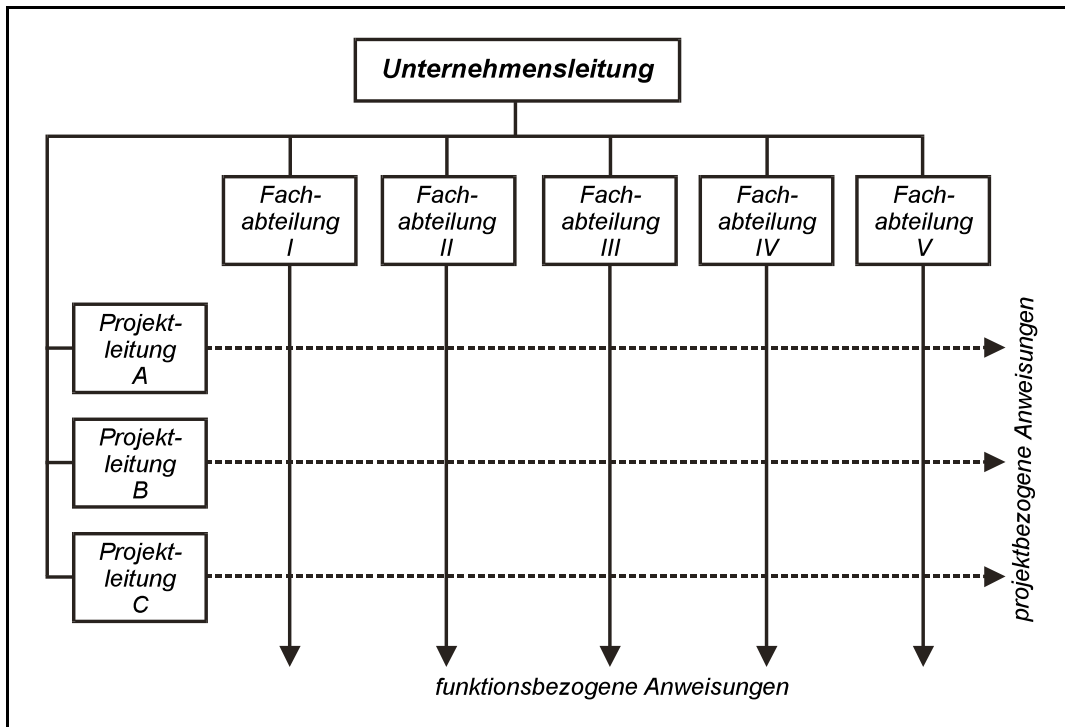 Unternehmensleitung
Fach-
abteilung
I
Fach-
abteilung
II
Fach-
abteilung
III
Fach-
abteilung
IV
Fach-
abteilung
V
Projekt-
leitung
A
Projekt-
leitung
B
Projekt-
leitung
C
projektbezogene Anweisungen
funktionsbezogene Anweisungen